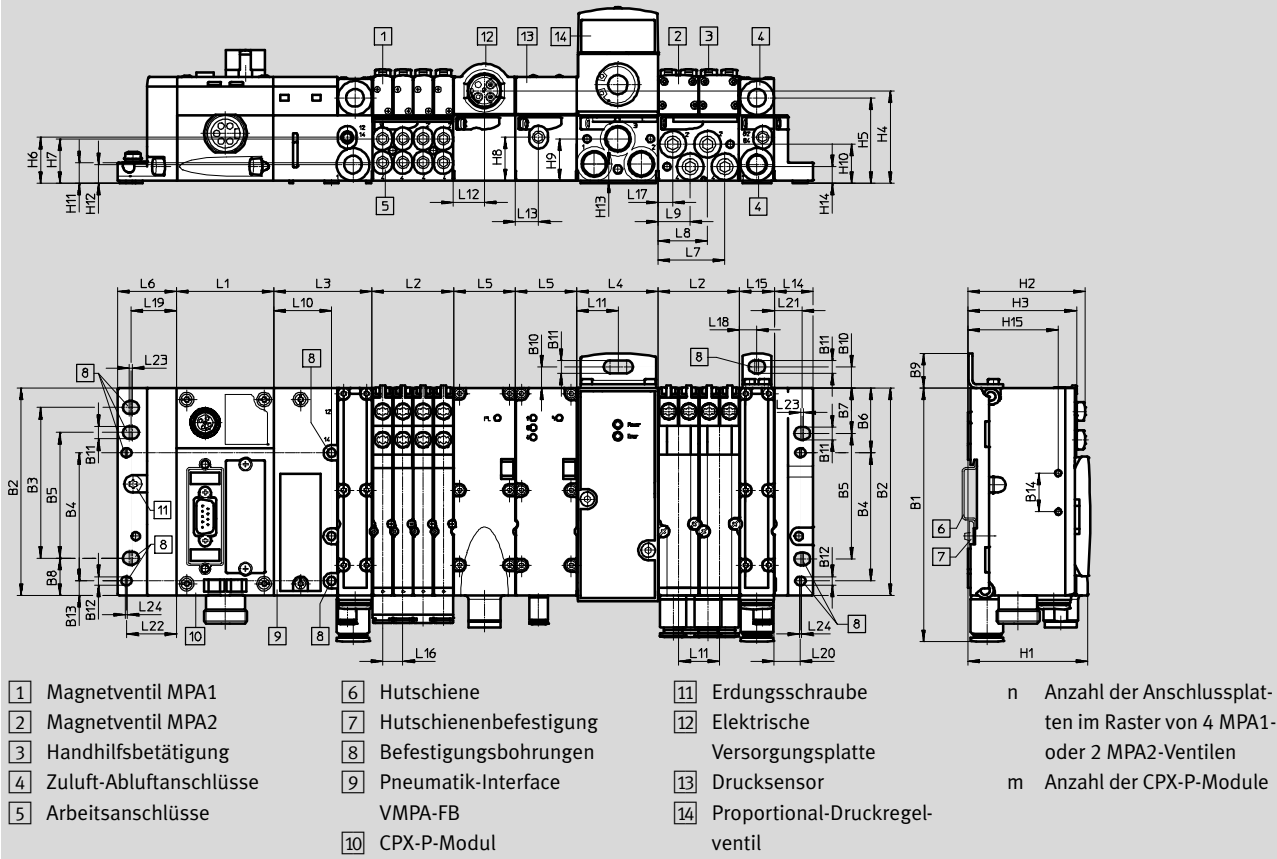 1 12 13 14 2 3 4
H6 H7 H11 H12 H8 H9 H13 H10 H14 H5 H4
5 L12 L13 L17 L9 L8 L7 4
L6 L1 L3 L2 L5 L5 L4 L2 L15 L14
L19 L10 L11 L21
L18
L23 8 B10 B11 8 B11 B10
8
H2
H3
H15
B9
L23 B7 B6
B11 B11
B2 B3 B5 B4 B5 B4 B2 B1 B14
11 6
8 7
B8 B12
B13 B12
L24 L24 8
L22 10 9 8 L20
L16 L11 H1
1 Magnetventil MPA1
2 Magnetventil MPA2
3 Handhilfsbetätigung
4 Zuluft-Abluftanschlüsse
5 Arbeitsanschlüsse
6 Hutschiene
7 Hutschienenbefestigung
8 Befestigungsbohrungen
9 Pneumatik-Interface
VMPA-FB
10 CPX-P-Modul
11 Erdungsschraube
12 Elektrische
Versorgungsplatte
13 Drucksensor
14 Proportional-Druckregel-
ventil
n Anzahl der Anschlussplat-
ten im Raster von 4 MPA1-
oder 2 MPA2-Ventilen
m Anzahl der CPX-P-Module